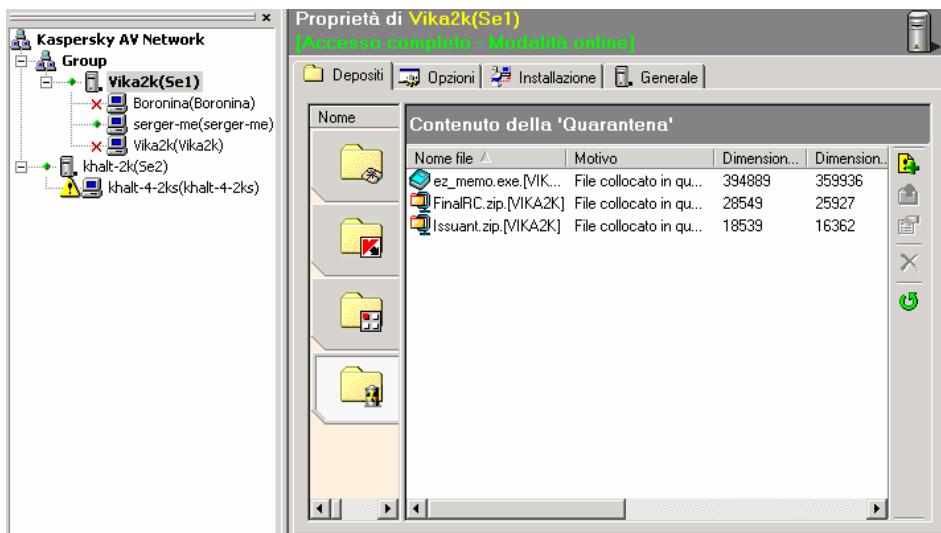 Kaspersky AV Network
Group
Vika2k(Se1)
Boronina(Boronina)
serger-me(serger-me)
Vika2k(Vika2k)
khalt-2k(Se2)
khalt-4-2ks(khalt-4-2ks)
Proprietà di Vika2k(Se1)
[Accesso completo - Modalità online]
Depositi Opzioni Installazione Generale
Nome
Contenuto della 'Quarantena'
Nome file Motivo Dimension... Dimension...
ez_memo.exe.[VIK... File collocato in qu... 394889 359936
FinalRC.zip.[VIKA2K] File collocato in qu... 28549 25927
Issuant.zip.[VIKA2K] File collocato in qu... 18539 16362